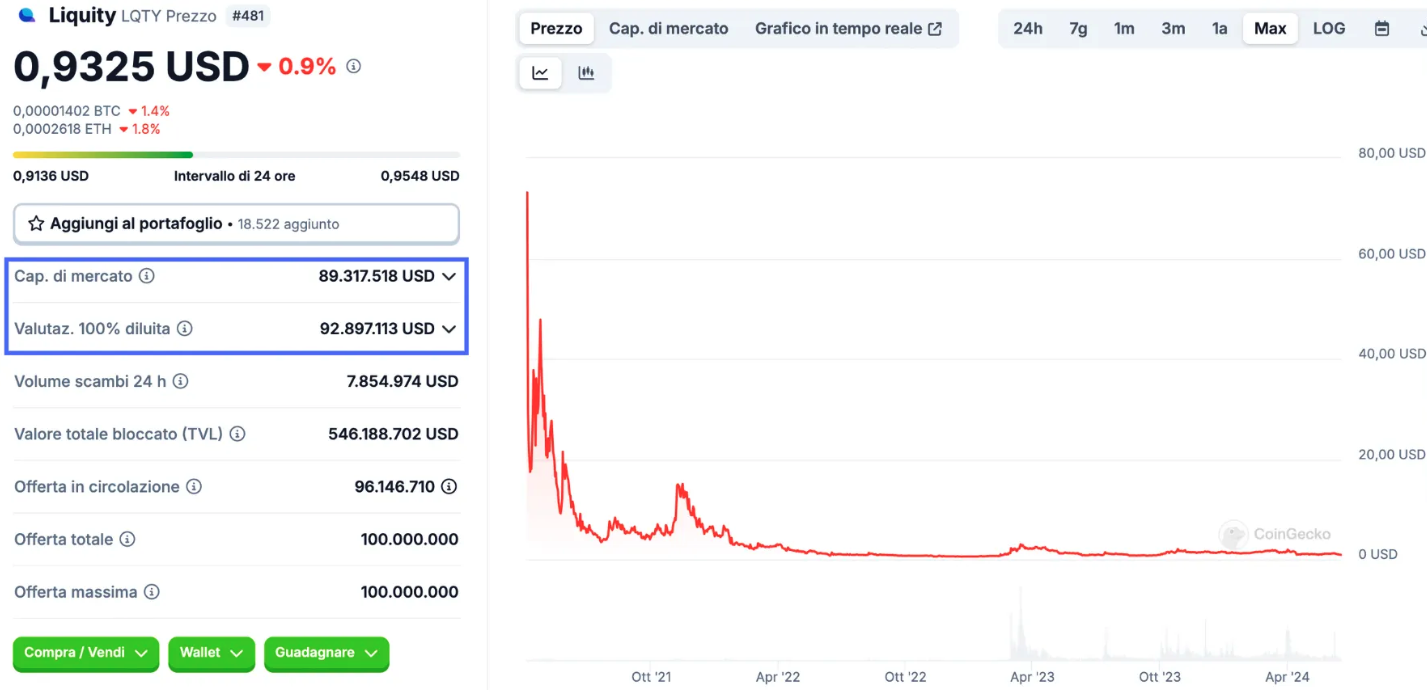 Liquity LQTY Prezzo #481
0,9325 USD 0.9%
0,00001402 BTC 1.4%
0,0002618 ETH 1.8%
0,9136 USD Intervallo di 24 ore 0,9548 USD
Aggiungi al portafoglio • 18.522 aggiunto
Cap. di mercato 89.317.518 USD
Valutaz. 100% diluita 92.897.113 USD
Volume scambi 24 h 7.854.974 USD
Valore totale bloccato (TVL) 546.188.702 USD
Offerta in circolazione 96.146.710
Offerta totale 100.000.000
Offerta massima 100.000.000
Compra / Vendi Wallet Guadagnare
Prezzo Cap. di mercato Grafico in tempo reale 24h 7g 1m 3m 1a Max LOG
80,00 USD
60,00 USD
40,00 USD
20,00 USD
CoinGecko
0 USD
Ott '21 Apr '22 Ott '22 Apr '23 Ott '23 Apr '24